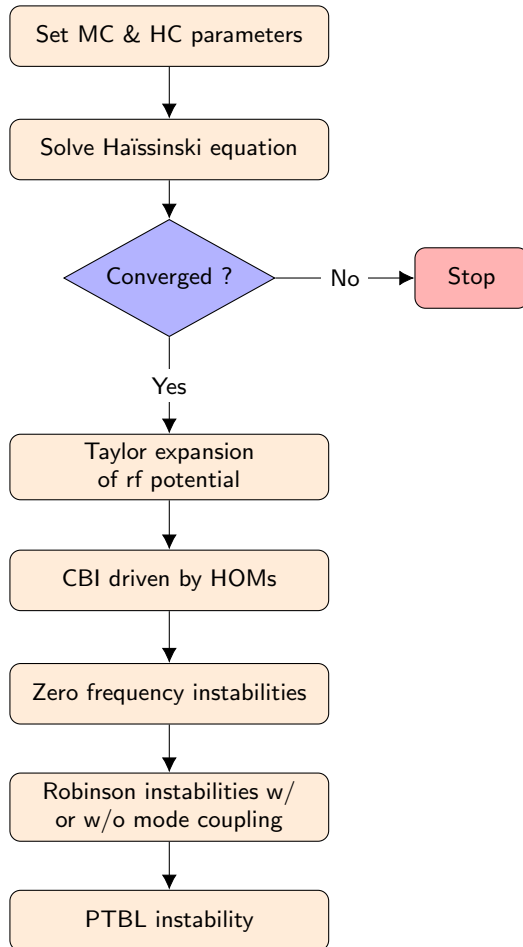 Set MC & HC parameters
Solve Haïssinski equation
Converged ?
No
Stop
Yes
Taylor expansion
of rf potential
CBI driven by HOMs
Zero frequency instabilities
Robinson instabilities w/
or w/o mode coupling
PTBL instability